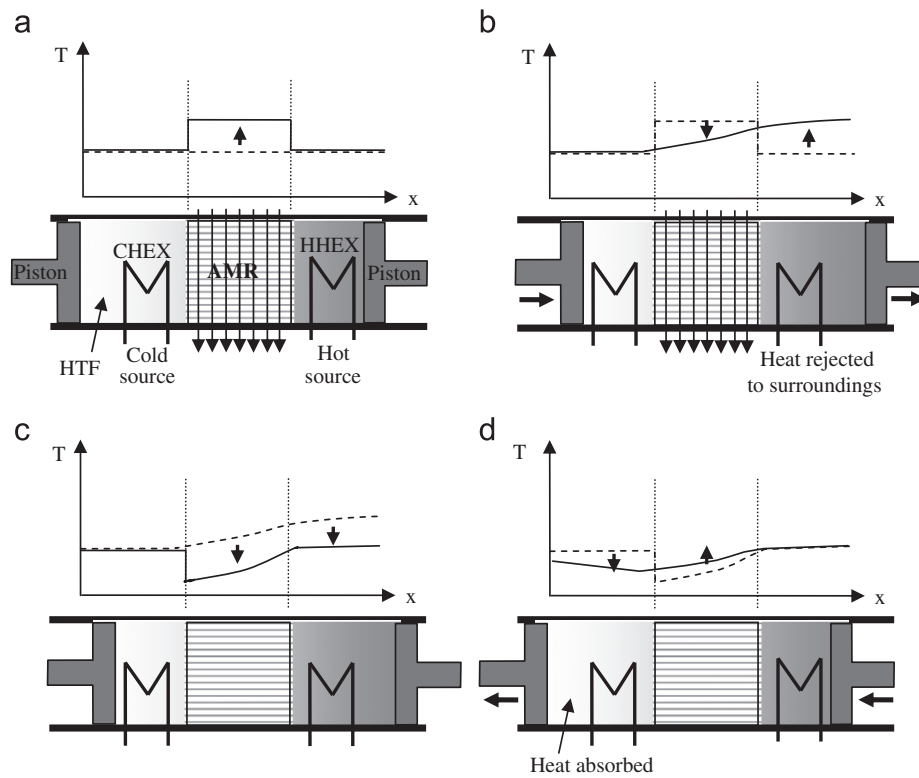 a
T
x
CHEX
HHEX
Piston
AMR
Piston
HTF
Cold
source
Hot
source
b
T
x
Heat rejected
to surroundings
c
T
x
d
T
x
Heat absorbed